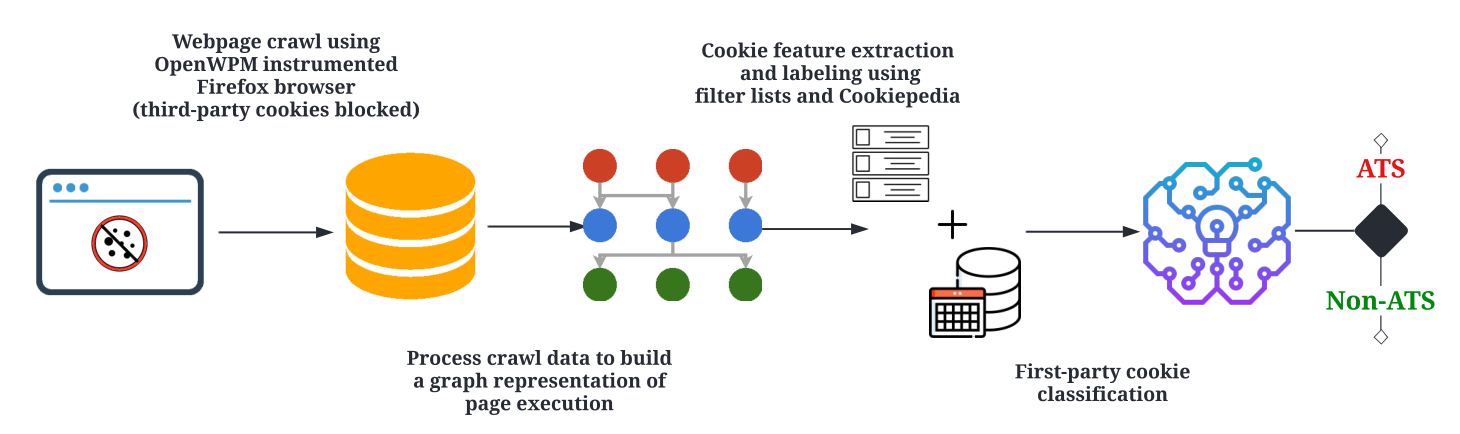 Webpage crawl using
OpenWPM instrumented
Firefox browser
(third-party cookies blocked)
Cookie feature extraction
and labeling using
filter lists and Cookiepedia
ATS
Non-ATS
Process crawl data to build
a graph representation of
page execution
First-party cookie
classification